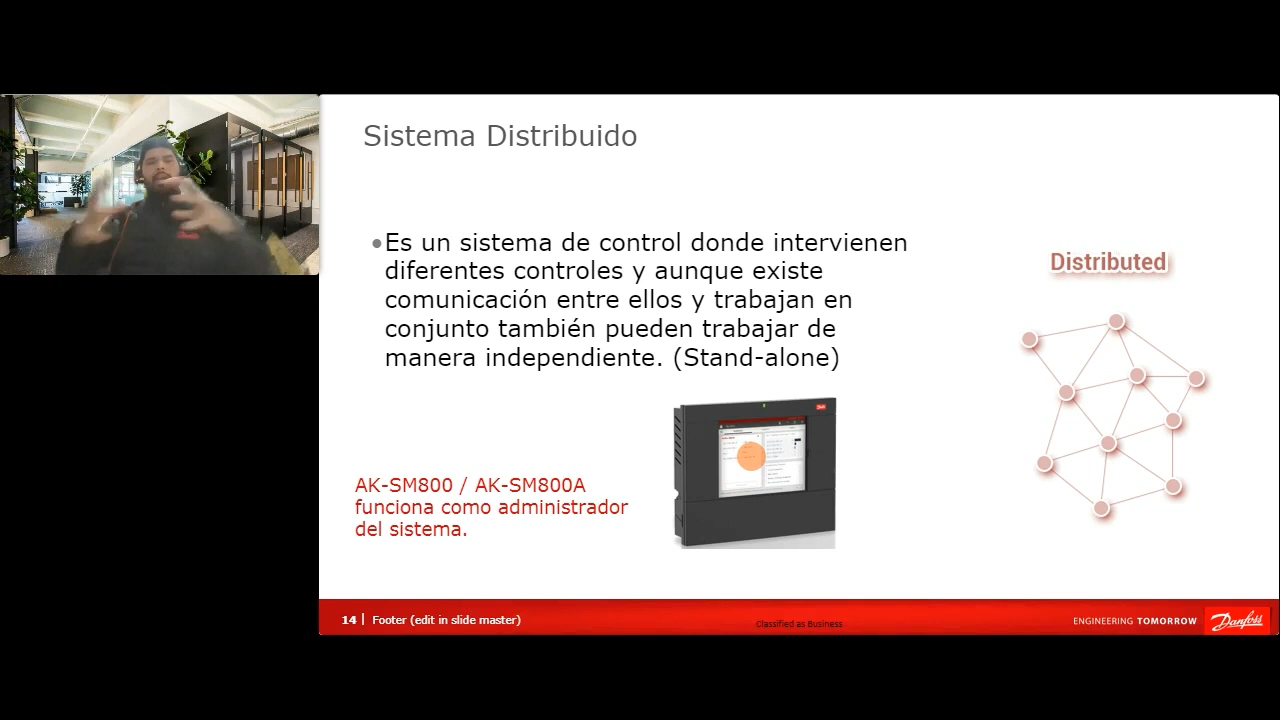 Sistema Distribuido
•Es un sistema de control donde intervienen
diferentes controles y aunque existe
comunicación entre ellos y trabajan en
conjunto también pueden trabajar de
manera independiente. (Stand-alone)
Distributed
AK-SM800 / AK-SM800A
funciona como administrador
del sistema.
14 | Footer (edit in slide master)
Classified as Business
ENGINEERING TOMORROW
Danfoss